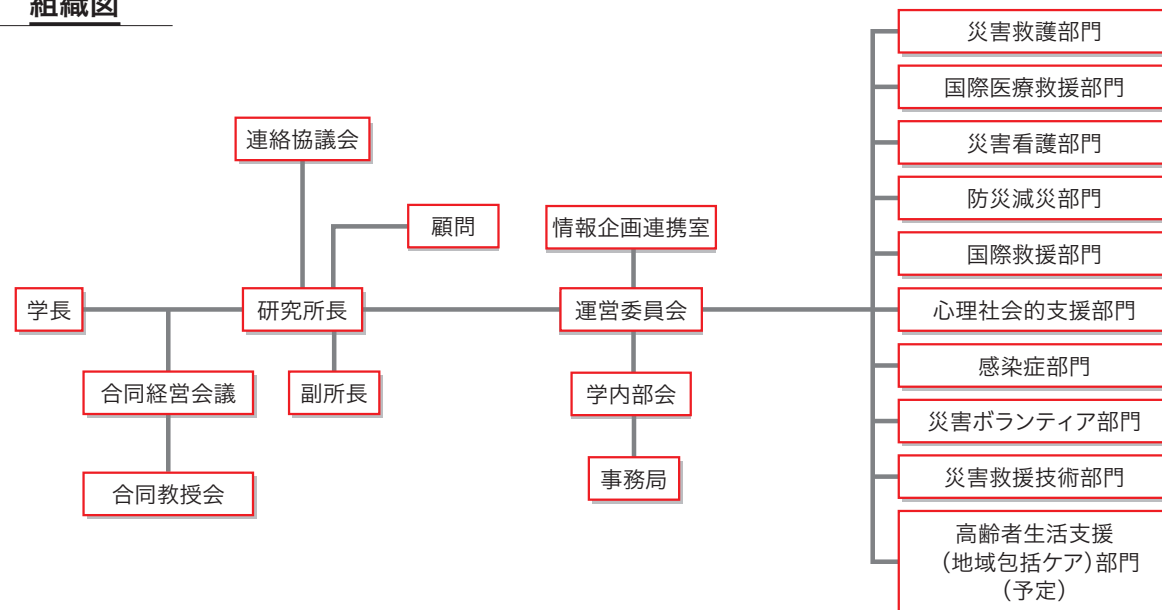 組織図
連絡協議会
顧問
情報企画連携室
学長
研究所長
運営委員会
合同経営会議
副所長
学内部会
合同教授会
事務局
災害救護部門
国際医療救援部門
災害看護部門
防災減災部門
国際救援部門
心理社会的支援部門
感染症部門
災害ボランティア部門
災害救援技術部門
高齢者生活支援
（地域包括ケア）部門
（予定）